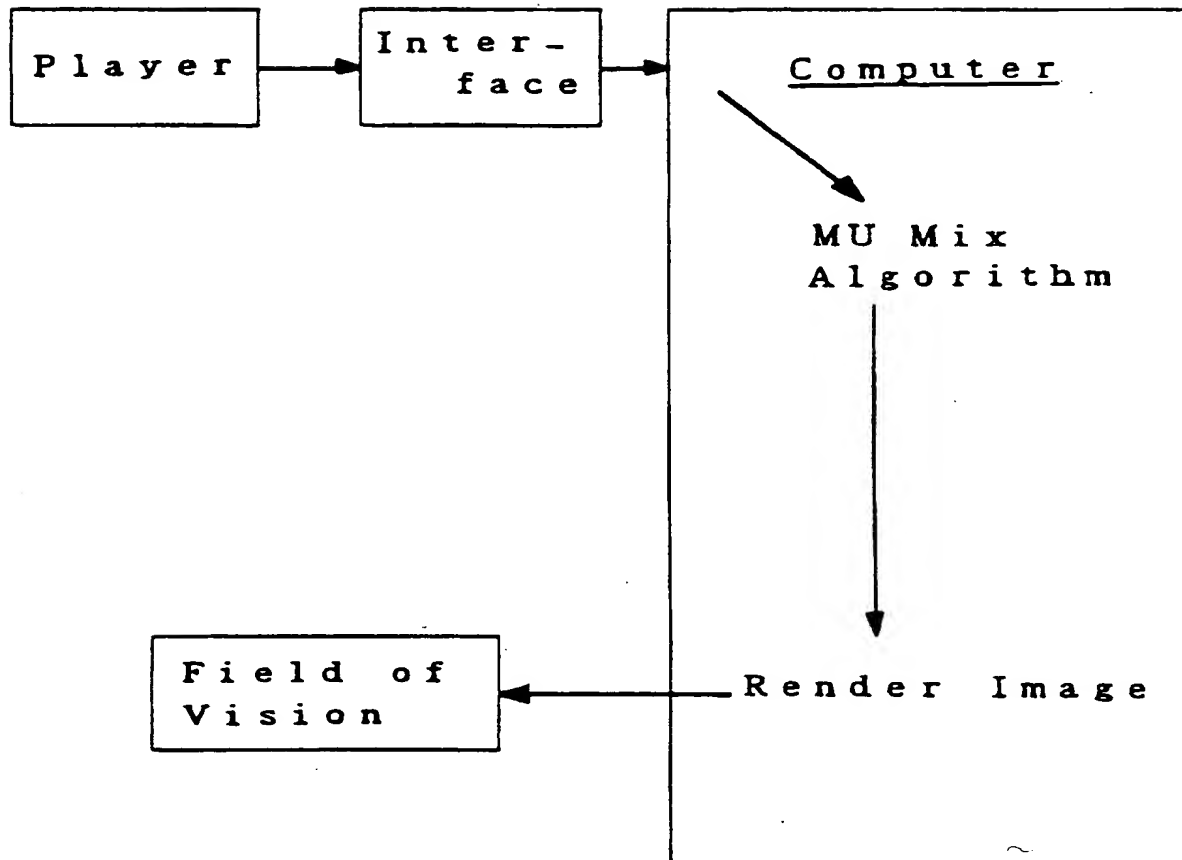 Player
Inter-
face
Computer
MU Mix
Algorithm
Render Image
Field of
Vision